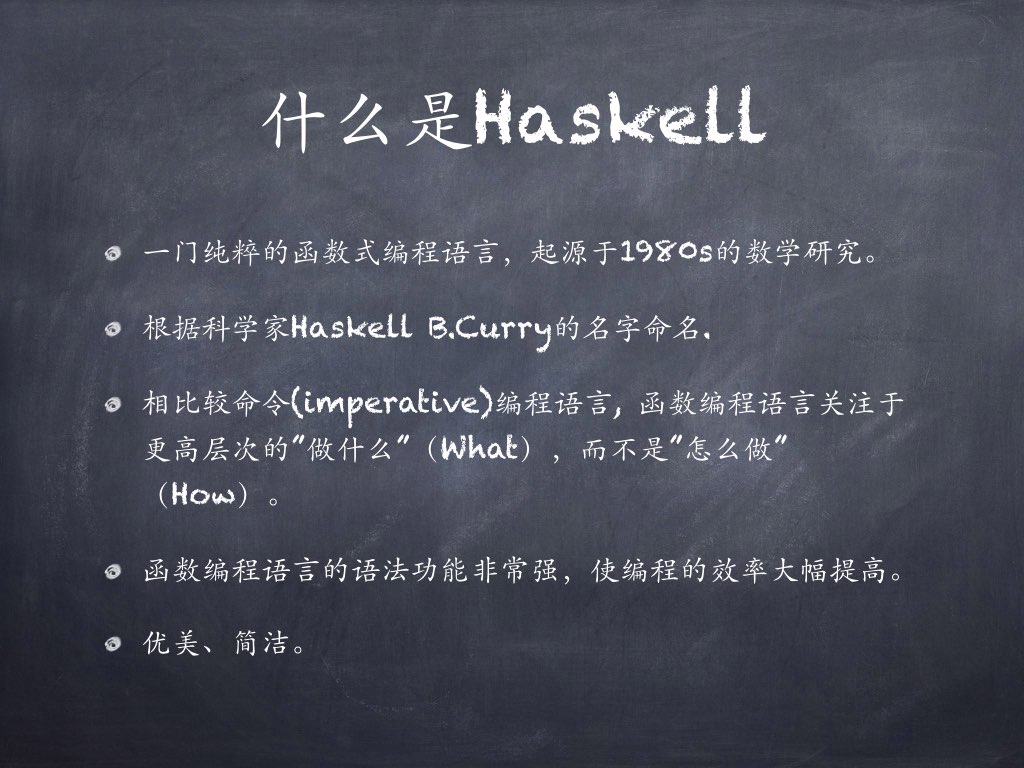 什么是Haskell
一门纯粹的函数式编程语言，起源于1980s的数学研究。
根据科学家Haskell B.Curry的名字命名.
相比较命令(imperative)编程语言, 函数编程语言关注于
更高层次的"做什么"（What），而不是"怎么做"
（How）。
函数编程语言的语法功能非常强，使编程的效率大幅提高。
优美、简洁。